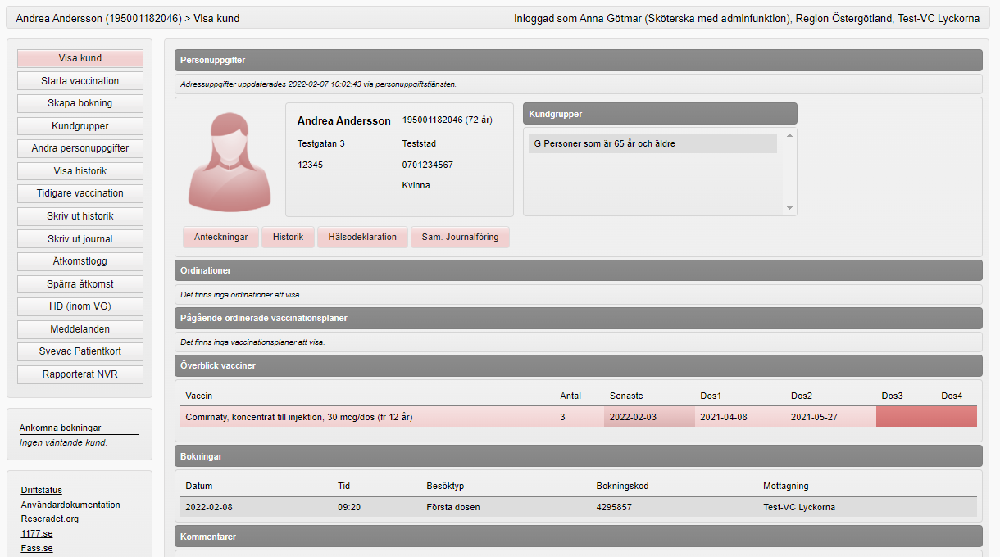 Andrea Andersson (195001182046) > Visa kund
Inloggad som Anna Götmar (Sköterska med adminfunktion), Region Östergötland, Test-VC Lyckorna
Visa kund
Starta vaccination
Skapa bokning
Kundgrupper
Ändra personuppgifter
Visa historik
Tidigare vaccination
Skriv ut historik
Skriv ut journal
Åtkomstlogg
Spärra åtkomst
HD (inom VG)
Meddelanden
Svevac Patientkort
Rapporterat NVR
Ankomna bokningar
Ingen väntande kund.
Driftstatus
Användardokumentation
Reseradet.org
1177.se
Fass.se
Personuppgifter
Adressuppgifter uppdaterades 2022-02-07 10:02:43 via personuppgiftstjänsten.
Andrea Andersson 195001182046 (72 år)
Testgatan 3 Teststad
12345 0701234567
Kvinna
Kundgrupper
G Personer som är 65 år och äldre
Anteckningar Historik Hälsodeklaration Sam. Journalföring
Ordinationer
Det finns inga ordinationer att visa.
Pågående ordinerade vaccinationsplaner
Det finns inga vaccinationsplaner att visa.
Överblick vacciner
Vaccin Antal Senaste Dos1 Dos2 Dos3 Dos4
Comirnaty, koncentrat till injektion, 30 mcg/dos (fr 12 år) 3 2022-02-03 2021-04-08 2021-05-27
Bokningar
Datum Tid Besöktyp Bokningskod Mottagning
2022-02-08 09:20 Första dosen 4295857 Test-VC Lyckorna
Kommentarer